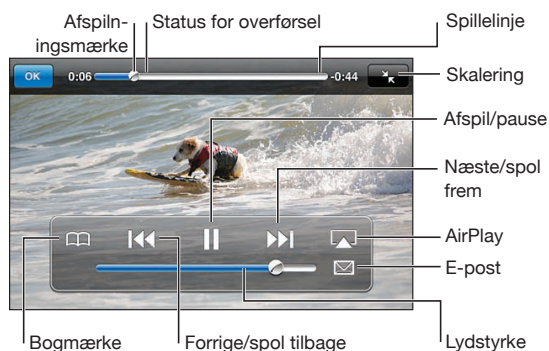 Afspiln-
ingsmærke
Status for overførsel
Spillelinje
OK
0:06
-0:44
Skalering
Afspil/pause
Næste/spol
frem
AirPlay
E-post
Bogmærke
Forrige/spol tilbage
Lydstyrke